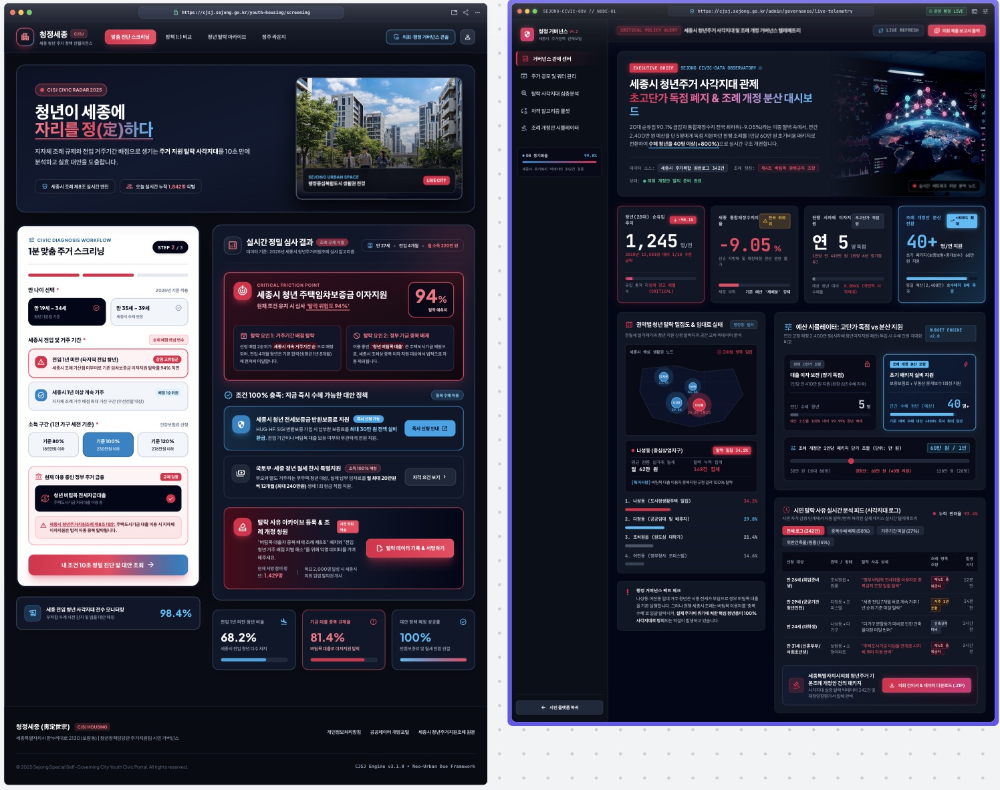 https://cjsj.sejong.go.kr/youth-housing/screening
청정세종 CJSJ
세종 청년 주거 정책 인텔리전스
맞춤 진단 스크리닝
정책 1:1 비교
청년 탈락 아카이브
정주 라운지
의회·행정 거버넌스 콘솔
CJSJ CIVIC RADAR 2025
청년이 세종에
자리를 정(定)하다
지자체 조례 규제와 전입 거주기간 배점으로 생기는 주거 지원 탈락 사각지대를 10초 만에
분석하고 실효 대안을 도출합니다.
세종시 조례 제8조 실시간 엔진
오늘 실시간 누적 1,842명 식별
SEJONG URBAN SPACE
행정중심복합도시 생활권 전경
LIVE CITY
CIVIC DIAGNOSIS WORKFLOW
1분 맞춤 주거 스크리닝
STEP 2 / 3
만 나이 선택 *
2025년 기준 적용
만 19세 ~ 34세
청년기본법 기준
만 35세 ~ 39세
세종시 조례 연장
세종시 전입 및 거주 기간 *
순위 배점 핵심 변수
전입 1년 미만 (타지역 전입 청년)
감점 고위험군
세종시 조례 가산점 미부여로 기준 임차보증금 이자지원 탈락률 94% 직면
세종시 1년 이상 계속 거주
배점 1순위권
지자체 조례 거주 배점 최대 가산 구간 (우선선발 대상)
소득 구간 (1인 가구 세전 기준) *
건강보험료 산정
기준 80%
185만원 이하
기준 100%
230만원 이하
기준 120%
276만원 이하
현재 이용 중인 정부 주거 금융
규제 검증
청년 버팀목 전세자금대출
주택도시기금 저리대출 이용 중
세종시 청년주거지원조례 제8조 대상: 주택도시기금 대출 이용 시 지자체
이자지원은 법적 자동 중복 탈락됩니다.
내 조건 10초 정밀 진단 및 대안 조회
세종 전입 청년 사각지대 전수 모니터링
부적합 사례 사전 감지 및 법률 대안 매칭
98.4%
실시간 정밀 심사 결과
조례 규제 식별
데이터 기준: 2025년 세종시 청년주거지원조례 심사 알고리즘
만 27세 • 전입 4개월 • 월 소득 220만원
CRITICAL FRICTION POINT
세종시 청년 주택임차보증금 이자지원
현재 조건 유지 시 심사 '탈락 위험도 94%'
94%
탈락 예측치
탈락 요인 1: 거주기간 배점 탈락
선정 배점 2순위가 세종시 계속 거주기간 순으로 배정
되어, 전입 4개월 청년은 기본 합격선(평균 1년 8개월)
에 현저히 미달합니다.
탈락 요인 2: 정부 기금 중복 배제
이용 중인 '청년 버팀목 대출'은 주택도시기금 재원으
로, 세종시 조례상 중복 이자 지원 대상에서 법적으로 자
동 제외됩니다.
조건 100% 충족: 지금 즉시 수혜 가능한 대안 정책
중복 수혜 허용
세종시 청년 전세보증금 반환보증료 지원
즉시 신청 가능
HUG·HF·SGI 반환보증 가입 시 납부한 보증료를 최대 30만 원 전액 실비
환급. 전입 기간이나 버팀목 대출 보유 여부와 무관하게 전원 지원.
즉시 신청 안내
국토부-세종 청년 월세 한시 특별지원
소득 100% 매칭
부모와 별도 거주하는 무주택 청년 대상, 실제 납부 임차료를 월 최대 20만원
씩 12개월 (최대 240만원) 생애 1회 현금 직접 지원.
자격 요건 보기
탈락 사유 아카이브 등록 & 조
례 개정 청원
시민 의회
직송
"버팀목 대출자 중복 배제 조례 제8조" 폐지와 "전입
청년 거주 배점 차별 해소"를 위해 익명 데이터를 기여
해주세요.
현재 서명 참여 청
년: 1,429명
목표 2,000명 달성 시 세종시
의회 입법 발의권 개시
탈락 데이터 기록 & 서명하기
전입 1년 미만 청년 비율
68.2%
세종시 전입 청년 다수 차지
기금 대출 중복 규제율
81.4%
버팀목 대출로 이자지원 탈락
대안 정책 매칭 성공률
100%
반환보증료 및 월세 전환 완결
청정세종 (靑定世宗) CJSJ HOUSING
세종특별자치시 한누리대로 2130 (보람동) | 청년정책담당관 주거지원팀 시민 거버넌스
개인정보처리방침
공공데이터 개방포털
세종시 청년주거지원조례 원문
© 2025 Sejong Special Self-Governing City Youth Civic Portal. All rights reserved.
CJSJ Engine v3.1.0 • Neo-Urban Duo Framework
SEJONG-CIVIC-GOV // NODE-01
https://cjsj.sejong.go.kr/admin/governance/live-telemetry
운영 환경 LIVE
청정 거버넌스 v4.2
세종시 주거정책 관제포털
CRITICAL POLICY ALERT
세종시 청년주거 사각지대 및 조례 개정 거버넌스 텔레메트리
LIVE REFRESH
의회 제출 보고서 출력
거버넌스 관제 센터
주거 공모 및 쿼터 관리
탈락 사각지대 심층분석
자격 알고리즘 룰셋
조례 개정안 시뮬레이터
DB 동기화율 99.8%
세종시 주거복지 빅데이터 342건 검증
시민 플랫폼 복귀
EXECUTIVE BRIEF
SEJONG CIVIC-DATA OBSERVATORY
세종시 청년주거 사각지대 관제
초고단가 독점 폐지 & 조례 개정 분산 대시보
드
20대 순유입 90.1% 급감과 통합재정수지 전국 최하위(-9.05%)라는 이중 절벽 속에서, 연간
2,400만 원 예산을 단 5명에게 독점 지원하던 현행 조례를 1인당 60만 원 초기비용 패키지로
전환하여 수혜 청년을 40명 이상(+800%)으로 실시간 구조 개편합니다.
데이터 소스: 세종시 주거복합 원천로그 342건
조례 쟁점: 제4조 버팀목 중복금지 조항
상태: 의회 개정안 발의 준비 완료
실시간 네트워크 위험 분석 노드
청년(20대) 순유입
추이
-90.1%
1,245 명/연
2018년 12,581명 대비 1/10 수준
급락
유입 충격 지
수
임계 경고 레벨
(CRITICAL)
세종 통합재정수지비
율
전국 최하
위
-9.05 %
신규 지방채 및 확장재정 편성 원천 불
가
재정 여력
기존 예산 '재배분' 강제
현행 시자체 이자지
원
초고단가 독점
형
연 5 명 독점
1인당 연 410만 원 (최장 6년 장기점
유)
대상 청년 대비
수혜율
0.004% (극단적 사
각지대)
조례 개정안 분산
전환
+800% 확
대
40+ 명/연 지원
초기 패키지(보증보험+중개보수) 60만
원 지원
동일 예산(2,400만) 효
과
수혜자 8배 폭
증
권역별 청년 탈락 밀집도 & 임대료 실태
행정동 필터
전월세 실거래가와 청년 지원 신청 탈락자의 공간 교차 빅데이터 분석
세종시 핵심 생활권 노드
고위험 병목 밀집
조치원
21.4%
어진동
14.6%
다정동
29.8%
나성동
34.2% (최고)
나성동 (중심상업지구)
탈락 밀집 34.2%
평균 원룸 실거래 월세
월 62만 원
탈락 누적 집계
148건 집계
[특이사항] 버팀목 대출 이용자 중복지원 규정 걸려 100% 탈락
1. 나성동 (도시형생활주택 밀집) 34.2%
2. 다정동 (공공임대 및 배후지) 29.8%
3. 조치원읍 (원도심 대학가) 21.4%
4. 어진동 (정부청사 오피스텔) 14.6%
행정 거버넌스 팩트 체크
나성동·어진동 일대 거주 청년은 시중 전세가 부담으로 정부 버팀목 대출
을 기본 실행합니다. 그러나 현행 세종시 조례는 버팀목 이용자를 '중복
수혜'로 일괄 탈락시켜, 실제 주거비 위기에 처한 핵심 청년층이 100%
사각지대로 방치되는 역설이 발생하고 있습니다.
예산 시뮬레이터: 고단가 독점 vs 분산 지원
연간 고정 재원 2,400만원(시자체 청년이자지원 예산) 투입 시 수혜 인원 극대화
비교
BUDGET ENGINE
v2.0
현행 고단가 모형
대출 이자 보전 (장기 독점)
1인당 연 410만 원 지원 (최장 6년 수혜 지속)
연간 수혜 청년 5 명
예산 소진율 100% 대비 99.99% 청년 배제
조례 개정 분산 모형
초기 패키지 실비 지원
보증보험료 + 부동산 중개보수 1회성 지원
연간 수혜 청년 (예상) 40 명+
기존 대비 수혜 대상 +800% 즉시 확대 달성
조례 개정안 1인당 패키지 단가 조절 (단위: 만 원)
60만 원 / 1인
30만 원 (최대 80명)
권장안: 60만 원 (40명 지원)
120만 원 (20명)
시민 탈락 사유 실시간 분석 피드 (사각지대 로그)
시민 자격 검증 단계에서 자동 탈락/반려 처리된 실제 케이스 실시간 텔레메트리
누적 반려율 93.4%
전체 로그 (342건)
중복수혜 배제 (58%)
거주기간 미달 (27%)
위반건축물/원룸 (15%)
신청 대상
권역 / 형태
탈락 사유 상세
조례 병목
조항
발생
시각
만 26세 (취업준비
생)
조치원읍 •
원룸
"정부 버팀목 전세대출 이용자로 중
복금지 조항 일괄 탈락"
제4조 중
복금지
12분
전
만 29세 (공공기관
청년인턴)
다정동 • 오
피스텔
"세종 전입 7개월 차로 계속 거주 1
년 순위 기준 미달 탈락"
거주 1년
조항
34분
전
만 24세 (대학생)
나성동 • 다
가구
"다가구 분할등기 미비로 인한 건축
물대장 미달 반려"
건축규격
미비
1시간
전
만 31세 (신혼부부/
사회초년생)
보람동 • 소
형아파트
"주택도시기금 디딤돌 연계로 시지
체 쿼터 자동 반려"
제4조 중
복금지
2시간
전
세종특별자치시의회 청년주거 기
본조례 개정안 건의 패키지
사각지대 실증 탈락 빅데이터 342건 및
재정영향평가서 일체 완비
의회 건의서 & 데이터 다운로드 (.ZIP)